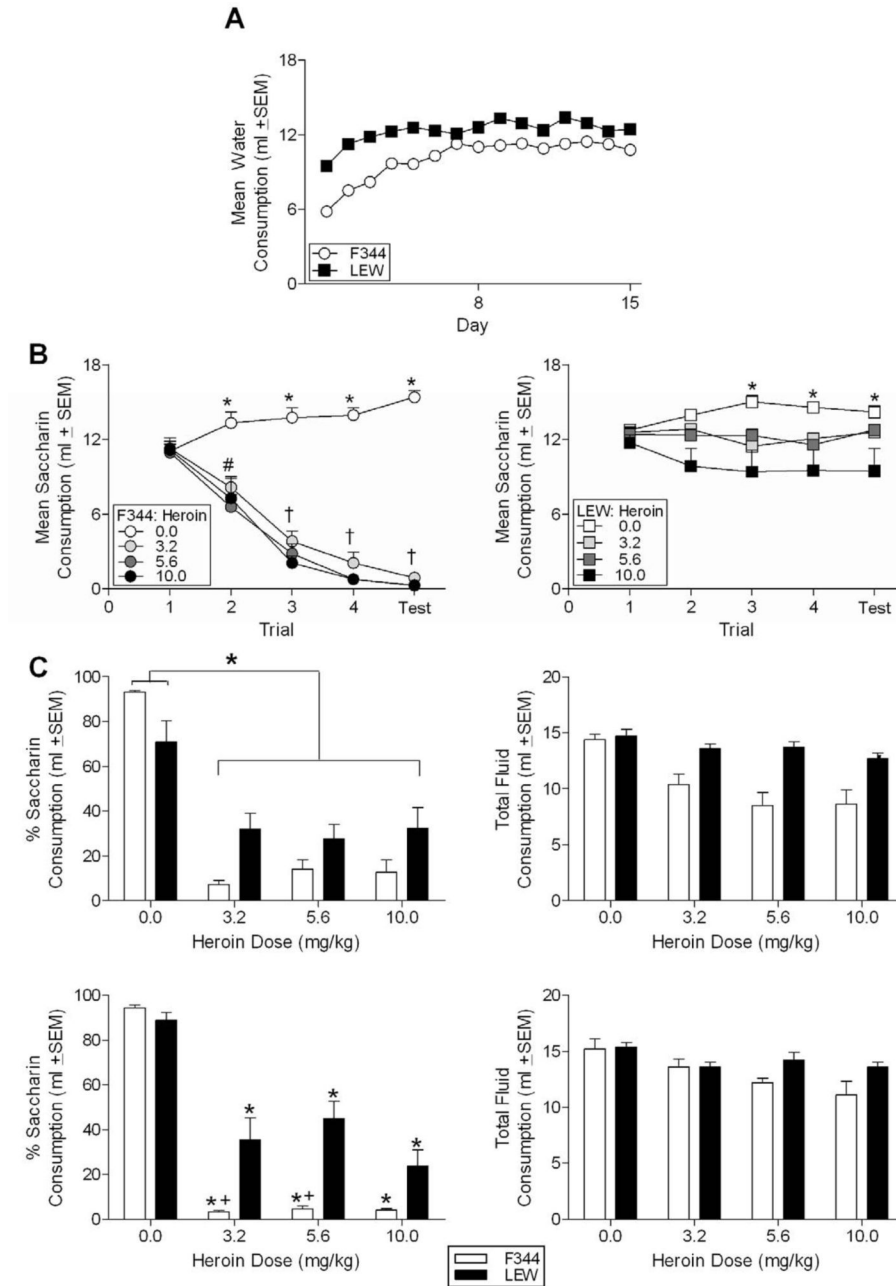 A
Mean Water
Consumption (ml ±SEM)
18
12
6
0
F344
LEW
8
15
Day
B
Mean Saccharin
Consumption (ml ± SEM)
18
12
6
0
*
*
*
*
#
†
†
†
F344: Heroin
0.0
3.2
5.6
10.0
0
1
2
3
4
Test
Trial
Mean Saccharin
Consumption (ml ± SEM)
18
12
6
0
*
*
*
LEW: Heroin
0.0
3.2
5.6
10.0
0
1
2
3
4
Test
Trial
C
% Saccharin
Consumption (ml ±SEM)
100
80
60
40
20
0
*
0.0
3.2
5.6
10.0
Heroin Dose (mg/kg)
Total Fluid
Consumption (ml ±SEM)
20
15
10
5
0
0.0
3.2
5.6
10.0
Heroin Dose (mg/kg)
% Saccharin
Consumption (ml ±SEM)
100
80
60
40
20
0
*+
*
*+
*
*
*
0.0
3.2
5.6
10.0
Heroin Dose (mg/kg)
Total Fluid
Consumption (ml ±SEM)
20
15
10
5
0
0.0
3.2
5.6
10.0
Heroin Dose (mg/kg)
F344
LEW